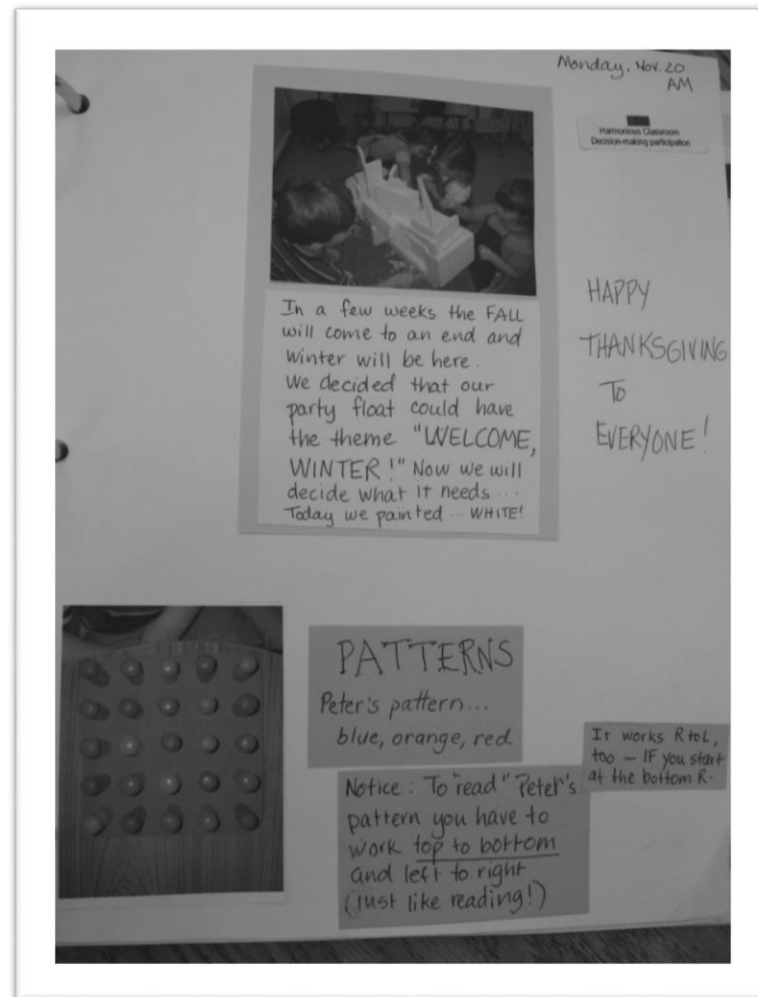 Monday, Nov. 20
AM
Harmonious Classroom
Decision-making participation
In a few weeks the FALL
will come to an end and
Winter will be here.
We decided that our
party float could have
the theme "WELCOME,
WINTER!" Now we will
decide what it needs ...
Today we painted ... WHITE!
HAPPY
THANKSGIVING
TO
EVERYONE!
PATTERNS
Peter's pattern...
blue, orange, red
Notice: To "read" Peter's
pattern you have to
work top to bottom
and left to right
(just like reading!)
It works R to L,
too – IF you start
at the bottom R.